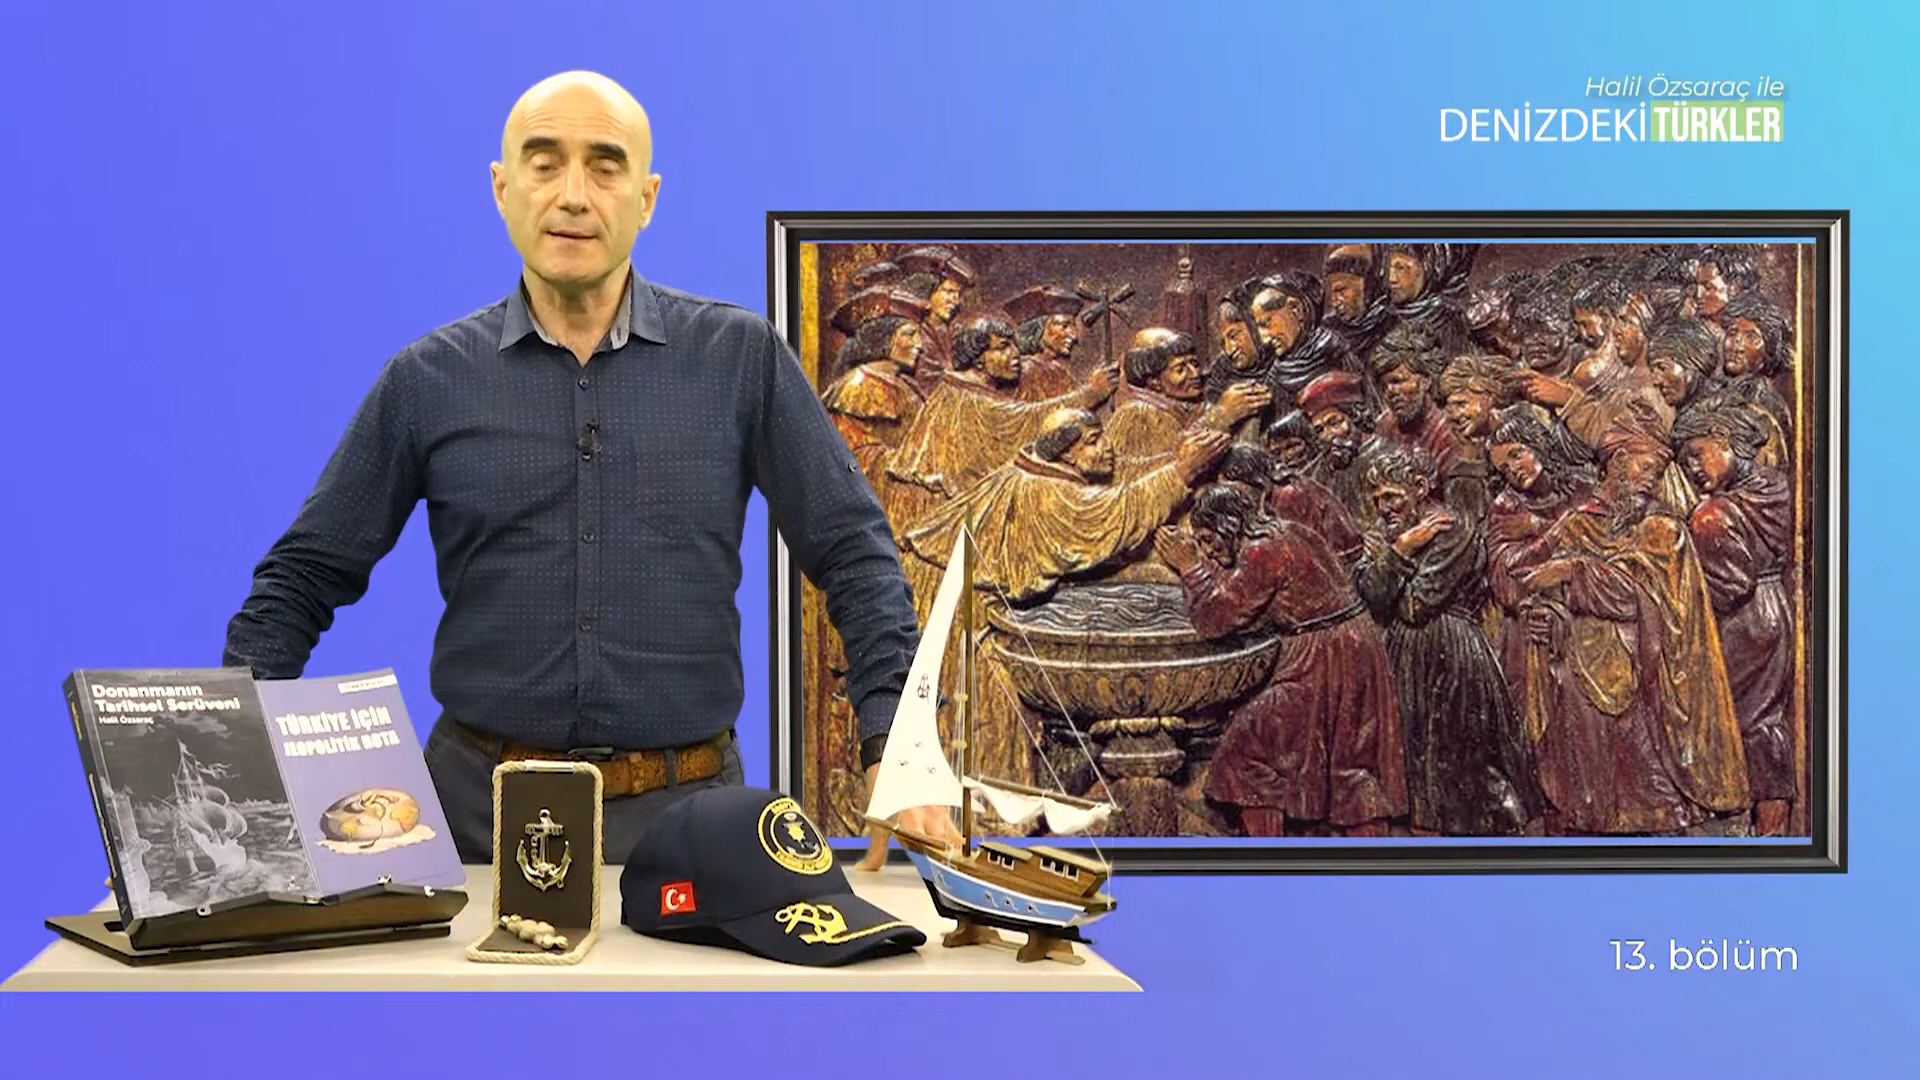 Halil Özsaraç ile
DENİZDEKİ TÜRKLER
Donanmanın
Tarihsel Serüveni
Halil Özsaraç
TÜRKİYE İÇİN
JEOPOLİTİK ROTA
13. bölüm